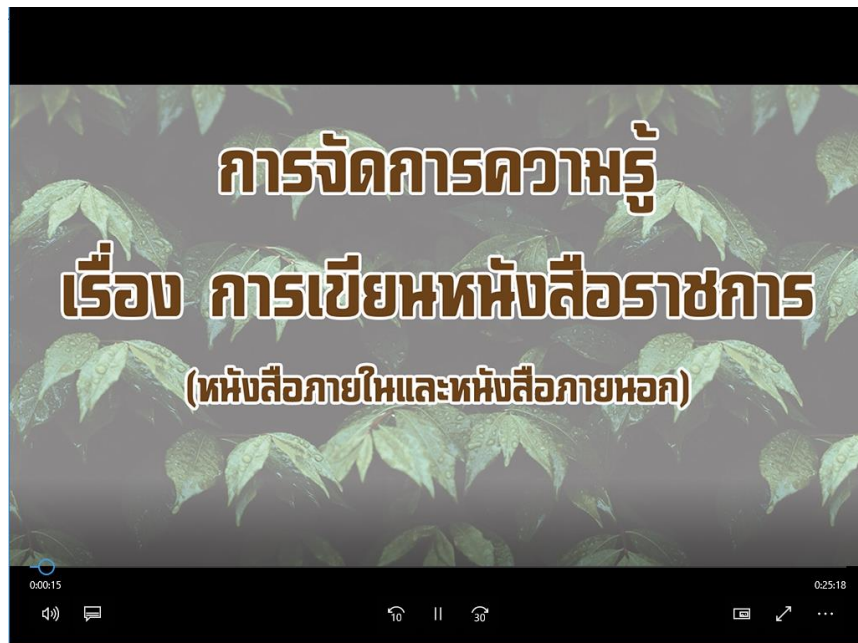 การจัดการความรู้
เรื่อง การเขียนหนังสือราชการ
(หนังสือภายในและหนังสือภายนอก)
0:00:15 0:25:18
10 30